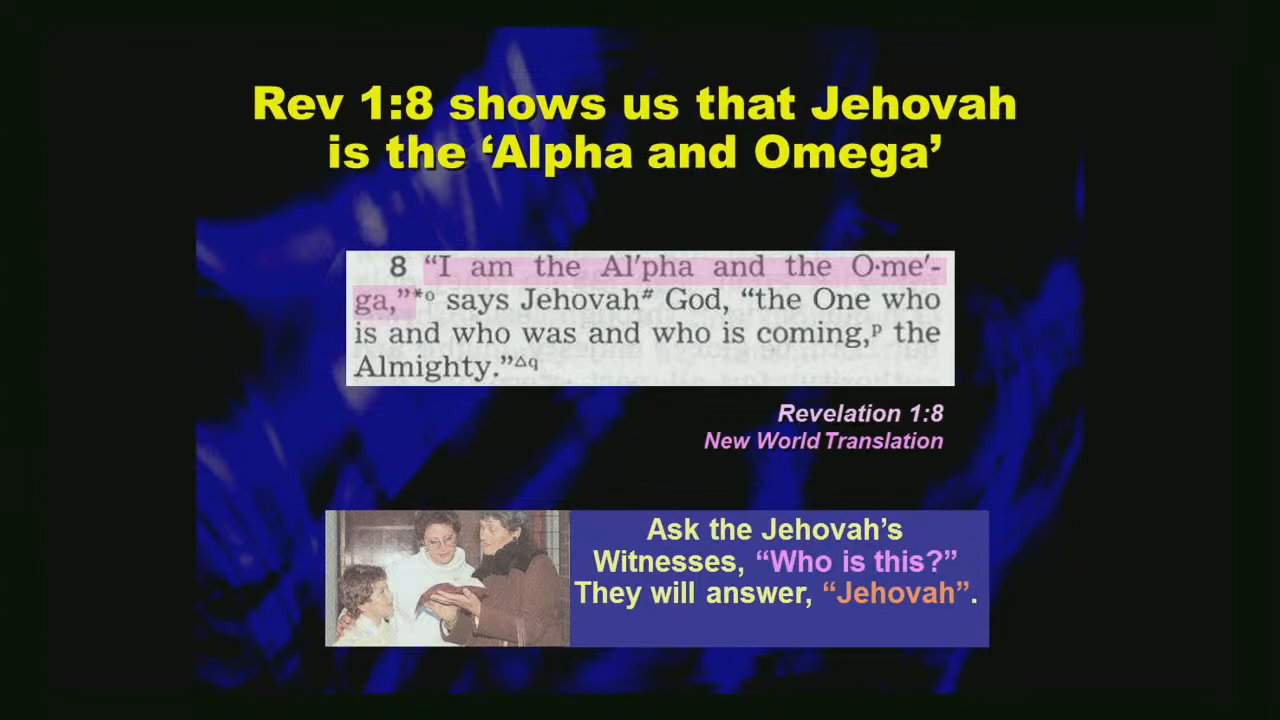 Rev 1:8 shows us that Jehovah
is the ‘Alpha and Omega’
8 “I am the Al′pha and the O·me′-
ga,”*º says Jehovah# God, “the One who
is and who was and who is coming,ᵖ the
Almighty.”Δq
Revelation 1:8
New World Translation
Ask the Jehovah’s
Witnesses, “Who is this?”
They will answer, “Jehovah”.